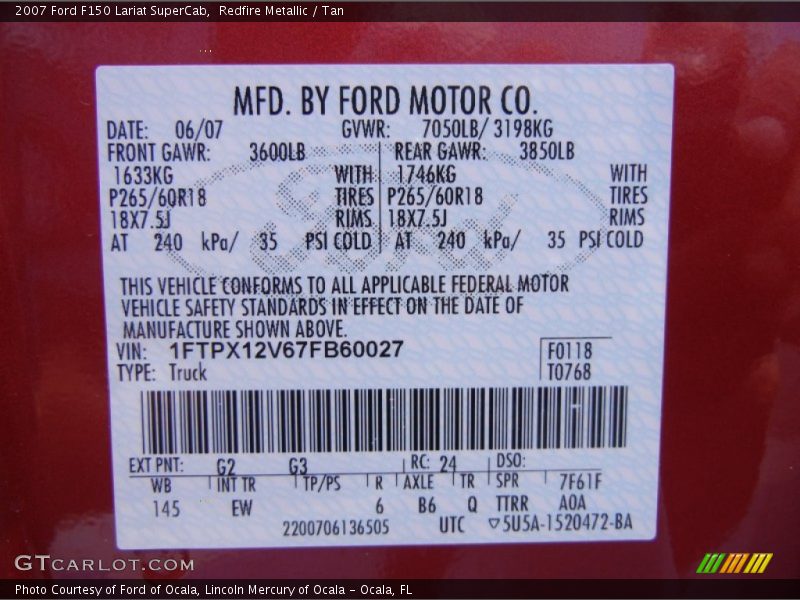 2007 Ford F150 Lariat SuperCab,  Redfire Metallic / Tan
MFD. BY FORD MOTOR CO.
DATE: 06/07 GVWR: 7050LB/ 3198KG
FRONT GAWR: 3600LB REAR GAWR: 3850LB
1633KG WITH 1746KG WITH
P265/60R18 TIRES P265/60R18 TIRES
18X7.5J RIMS 18X7.5J RIMS
AT 240 kPa/ 35 PSI COLD AT 240 kPa/ 35 PSI COLD
Ford
THIS VEHICLE CONFORMS TO ALL APPLICABLE FEDERAL MOTOR
VEHICLE SAFETY STANDARDS IN EFFECT ON THE DATE OF
MANUFACTURE SHOWN ABOVE.
VIN: 1FTPX12V67FB60027 F0118
TYPE: Truck T0768
EXT PNT: G2 G3 RC: 24 DSO:
WB INT TR TP/PS R AXLE TR SPR 7F61F
145 EW 6 B6 Q TTRR A0A
2200706136505 UTC 5U5A-1520472-BA
GTCARLOT.COM
Photo Courtesy of Ford of Ocala, Lincoln Mercury of Ocala - Ocala, FL